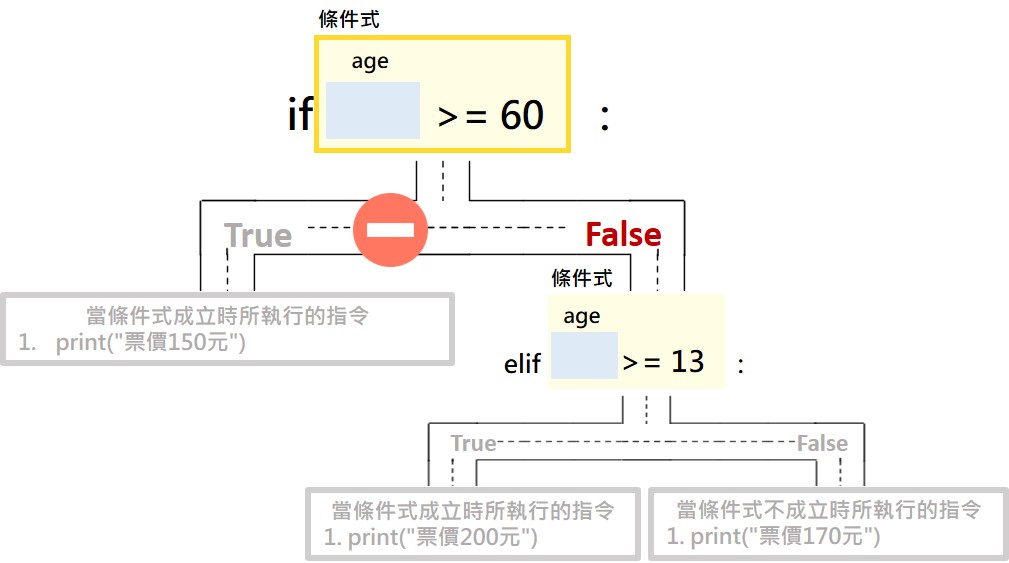 條件式
age
if >= 60 :
True False
條件式
當條件式成立時所執行的指令
1. print("票價150元")
age
elif >= 13 :
True False
當條件式成立時所執行的指令
1. print("票價200元")
當條件式不成立時所執行的指令
1. print("票價170元")